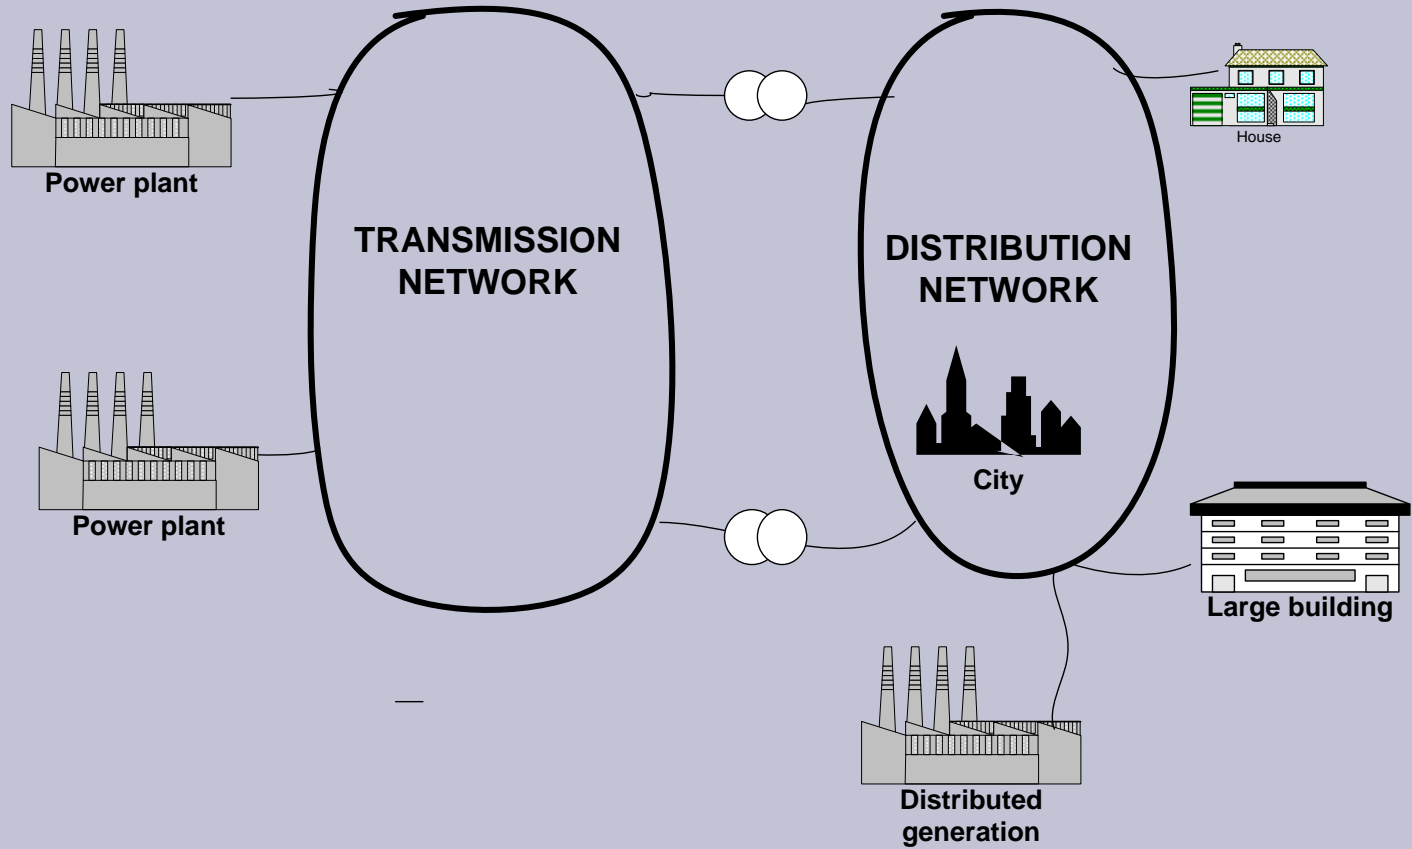 Power plant
TRANSMISSION
NETWORK
DISTRIBUTION
NETWORK
House
City
Power plant
Large building
Distributed
generation